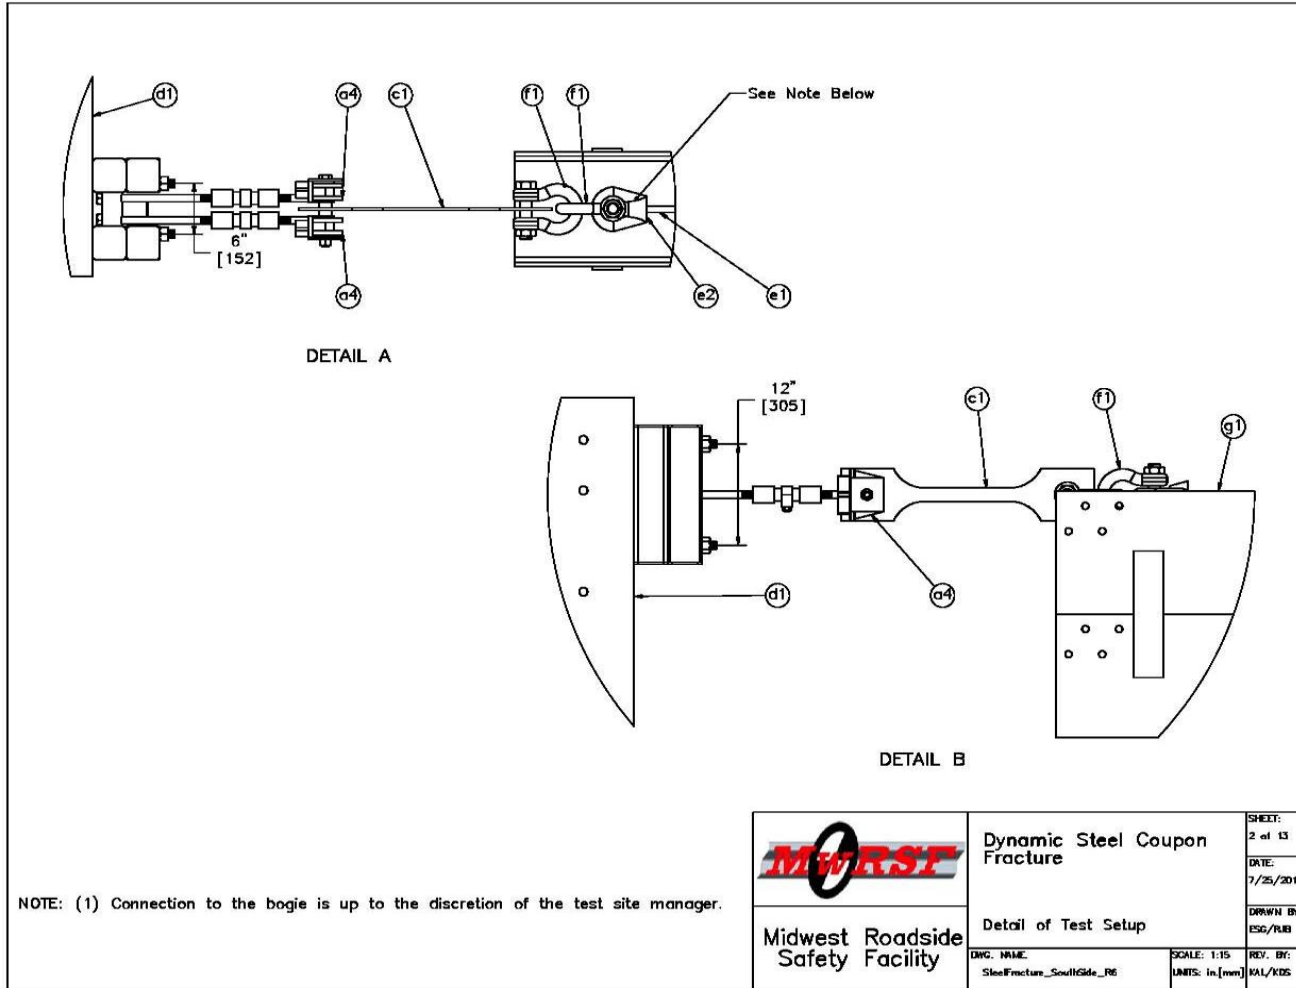 d1
a4
c1
f1
f1
See Note Below
6"
[152]
a4
e2
e1
DETAIL A
12"
[305]
c1
f1
g1
d1
a4
DETAIL B
NOTE: (1) Connection to the bogie is up to the discretion of the test site manager.
MwRSF
Midwest Roadside
Safety Facility
Dynamic Steel Coupon
Fracture
Detail of Test Setup
SHEET:
2 of 13
DATE:
7/25/201
DRAWN BY
ESG/RJB
DWG. NAME.
SteelFracture_SouthSide_R6
SCALE: 1:15
UNITS: in.[mm]
REV. BY:
KAL/KDS